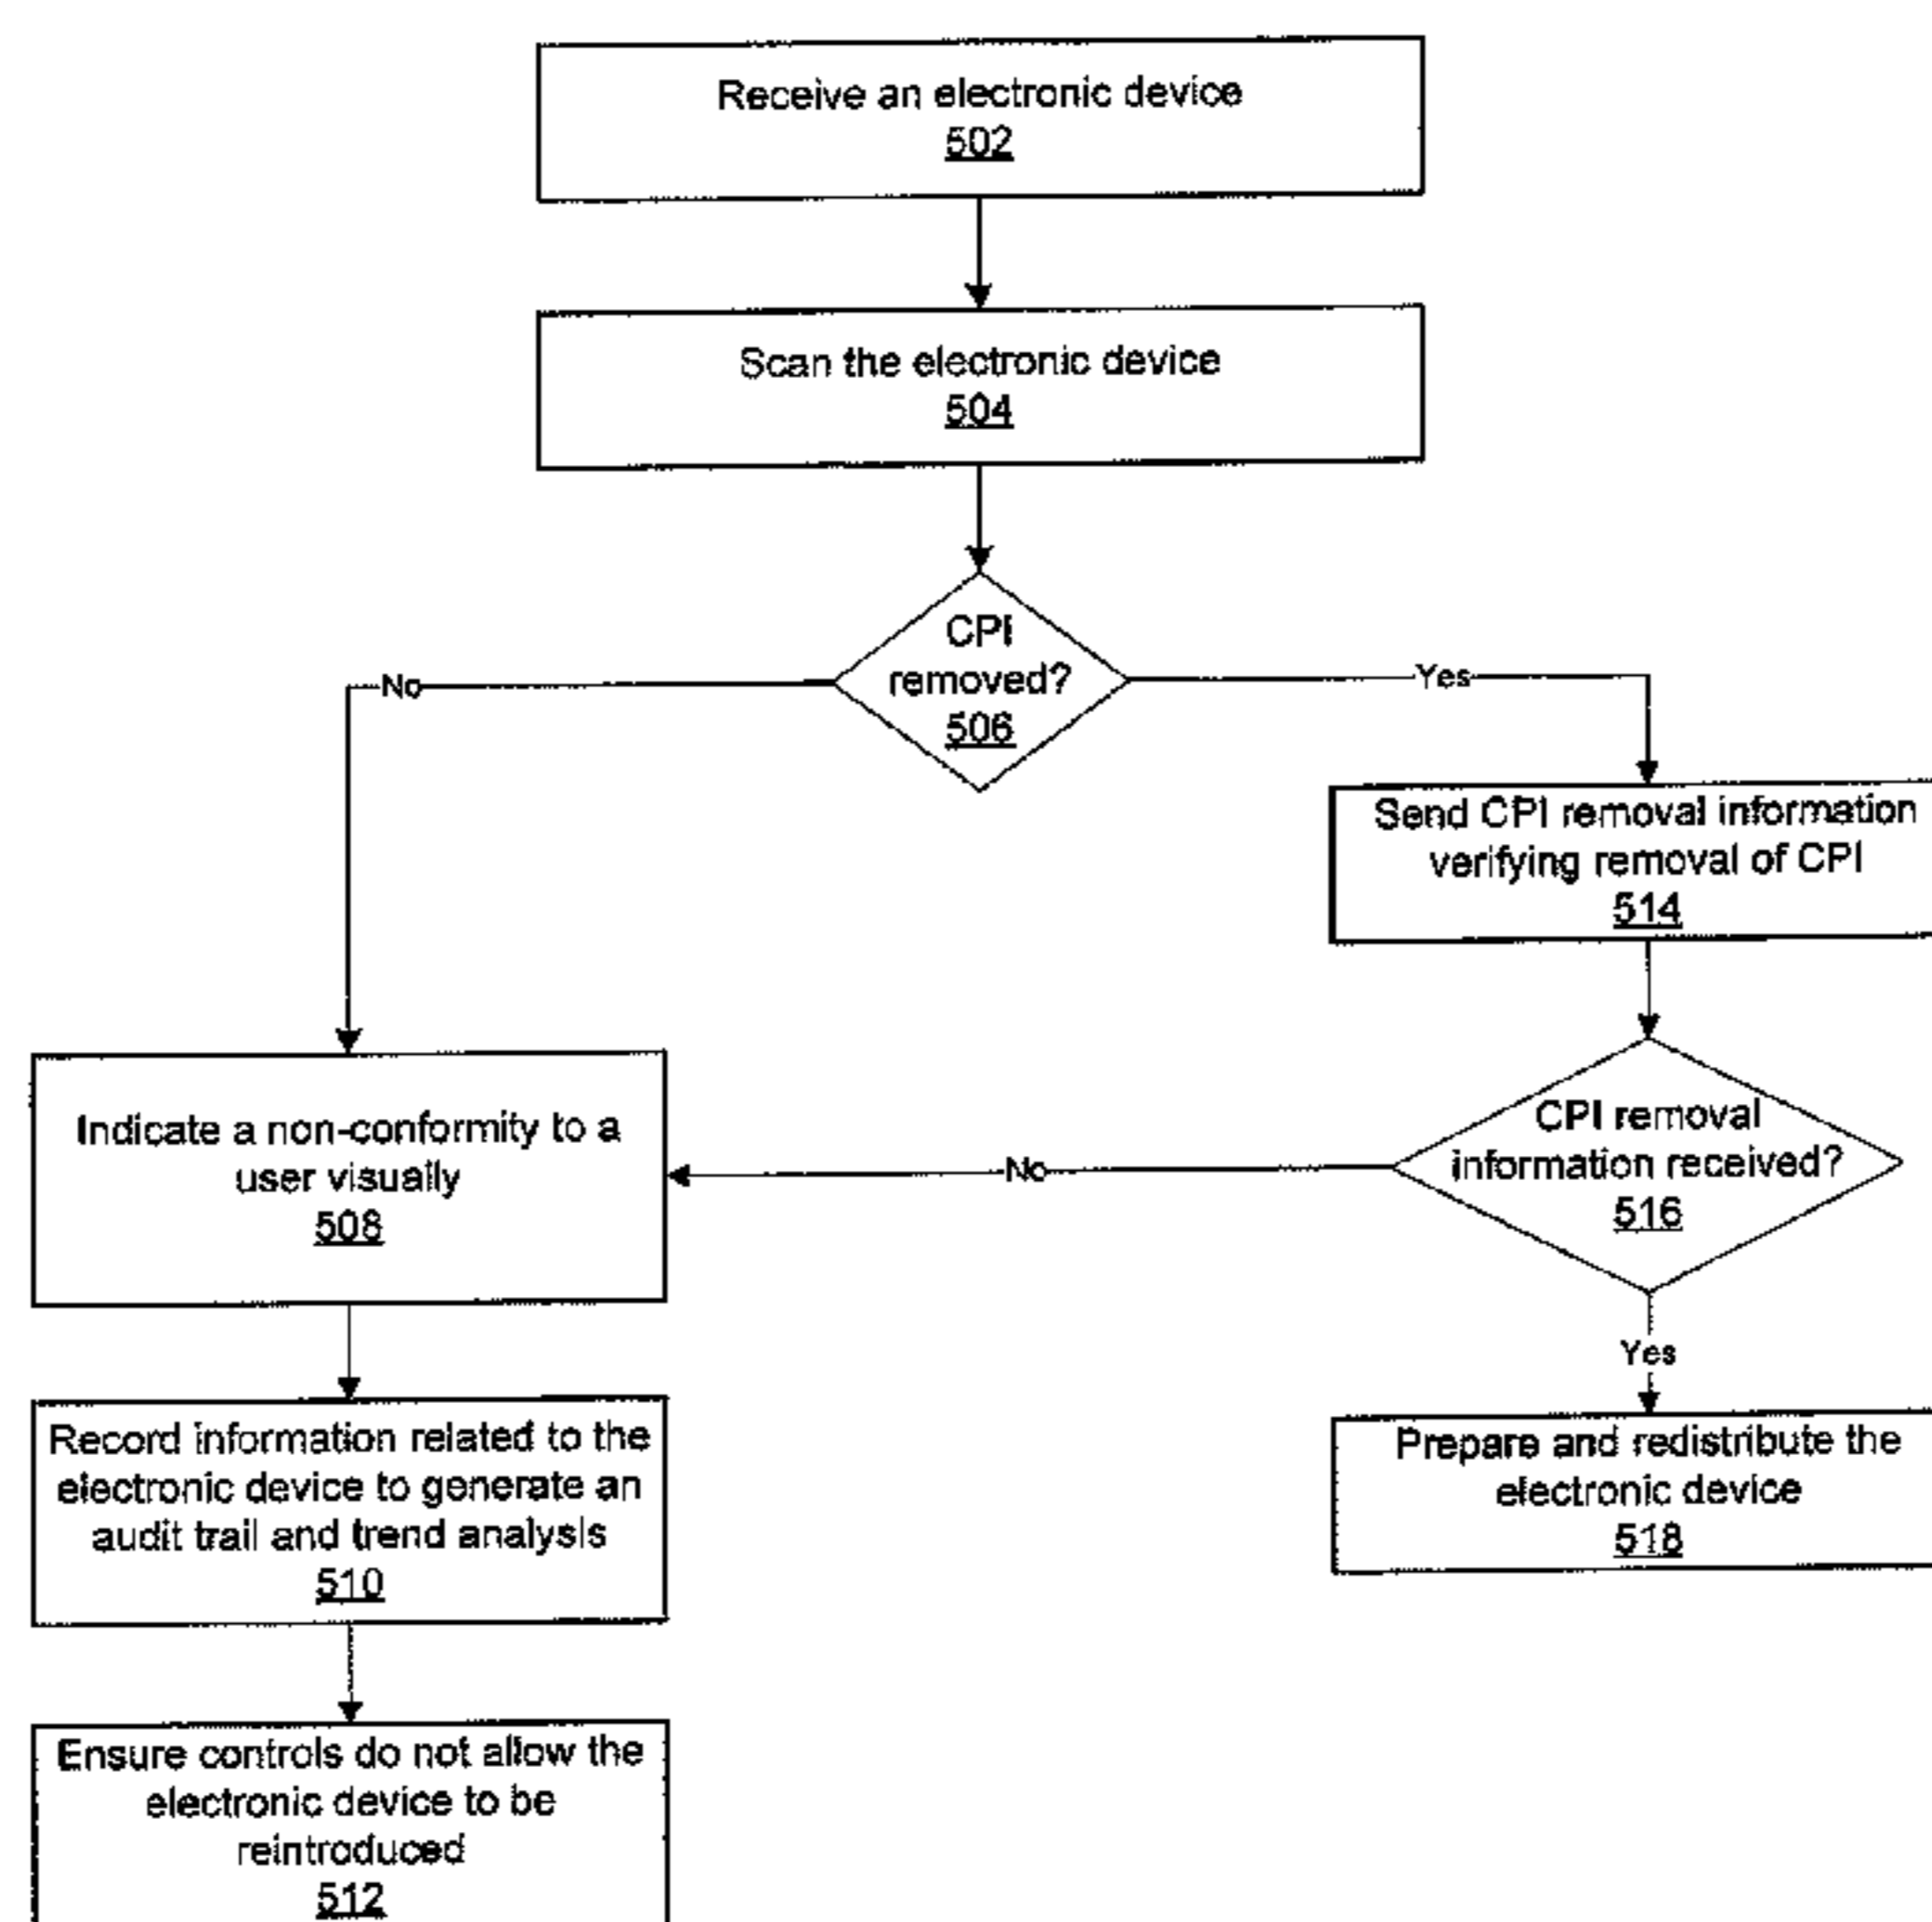 Receive an electronic device
502
Scan the electronic device
504
CPI
removed?
506
No
Yes
Send CPI removal information
verifying removal of CPI
514
Indicate a non-conformity to a
user visually
508
No
CPI removal
information received?
516
Yes
Record information related to the
electronic device to generate an
audit trail and trend analysis
510
Prepare and redistribute the
electronic device
518
Ensure controls do not allow the
electronic device to be
reintroduced
512